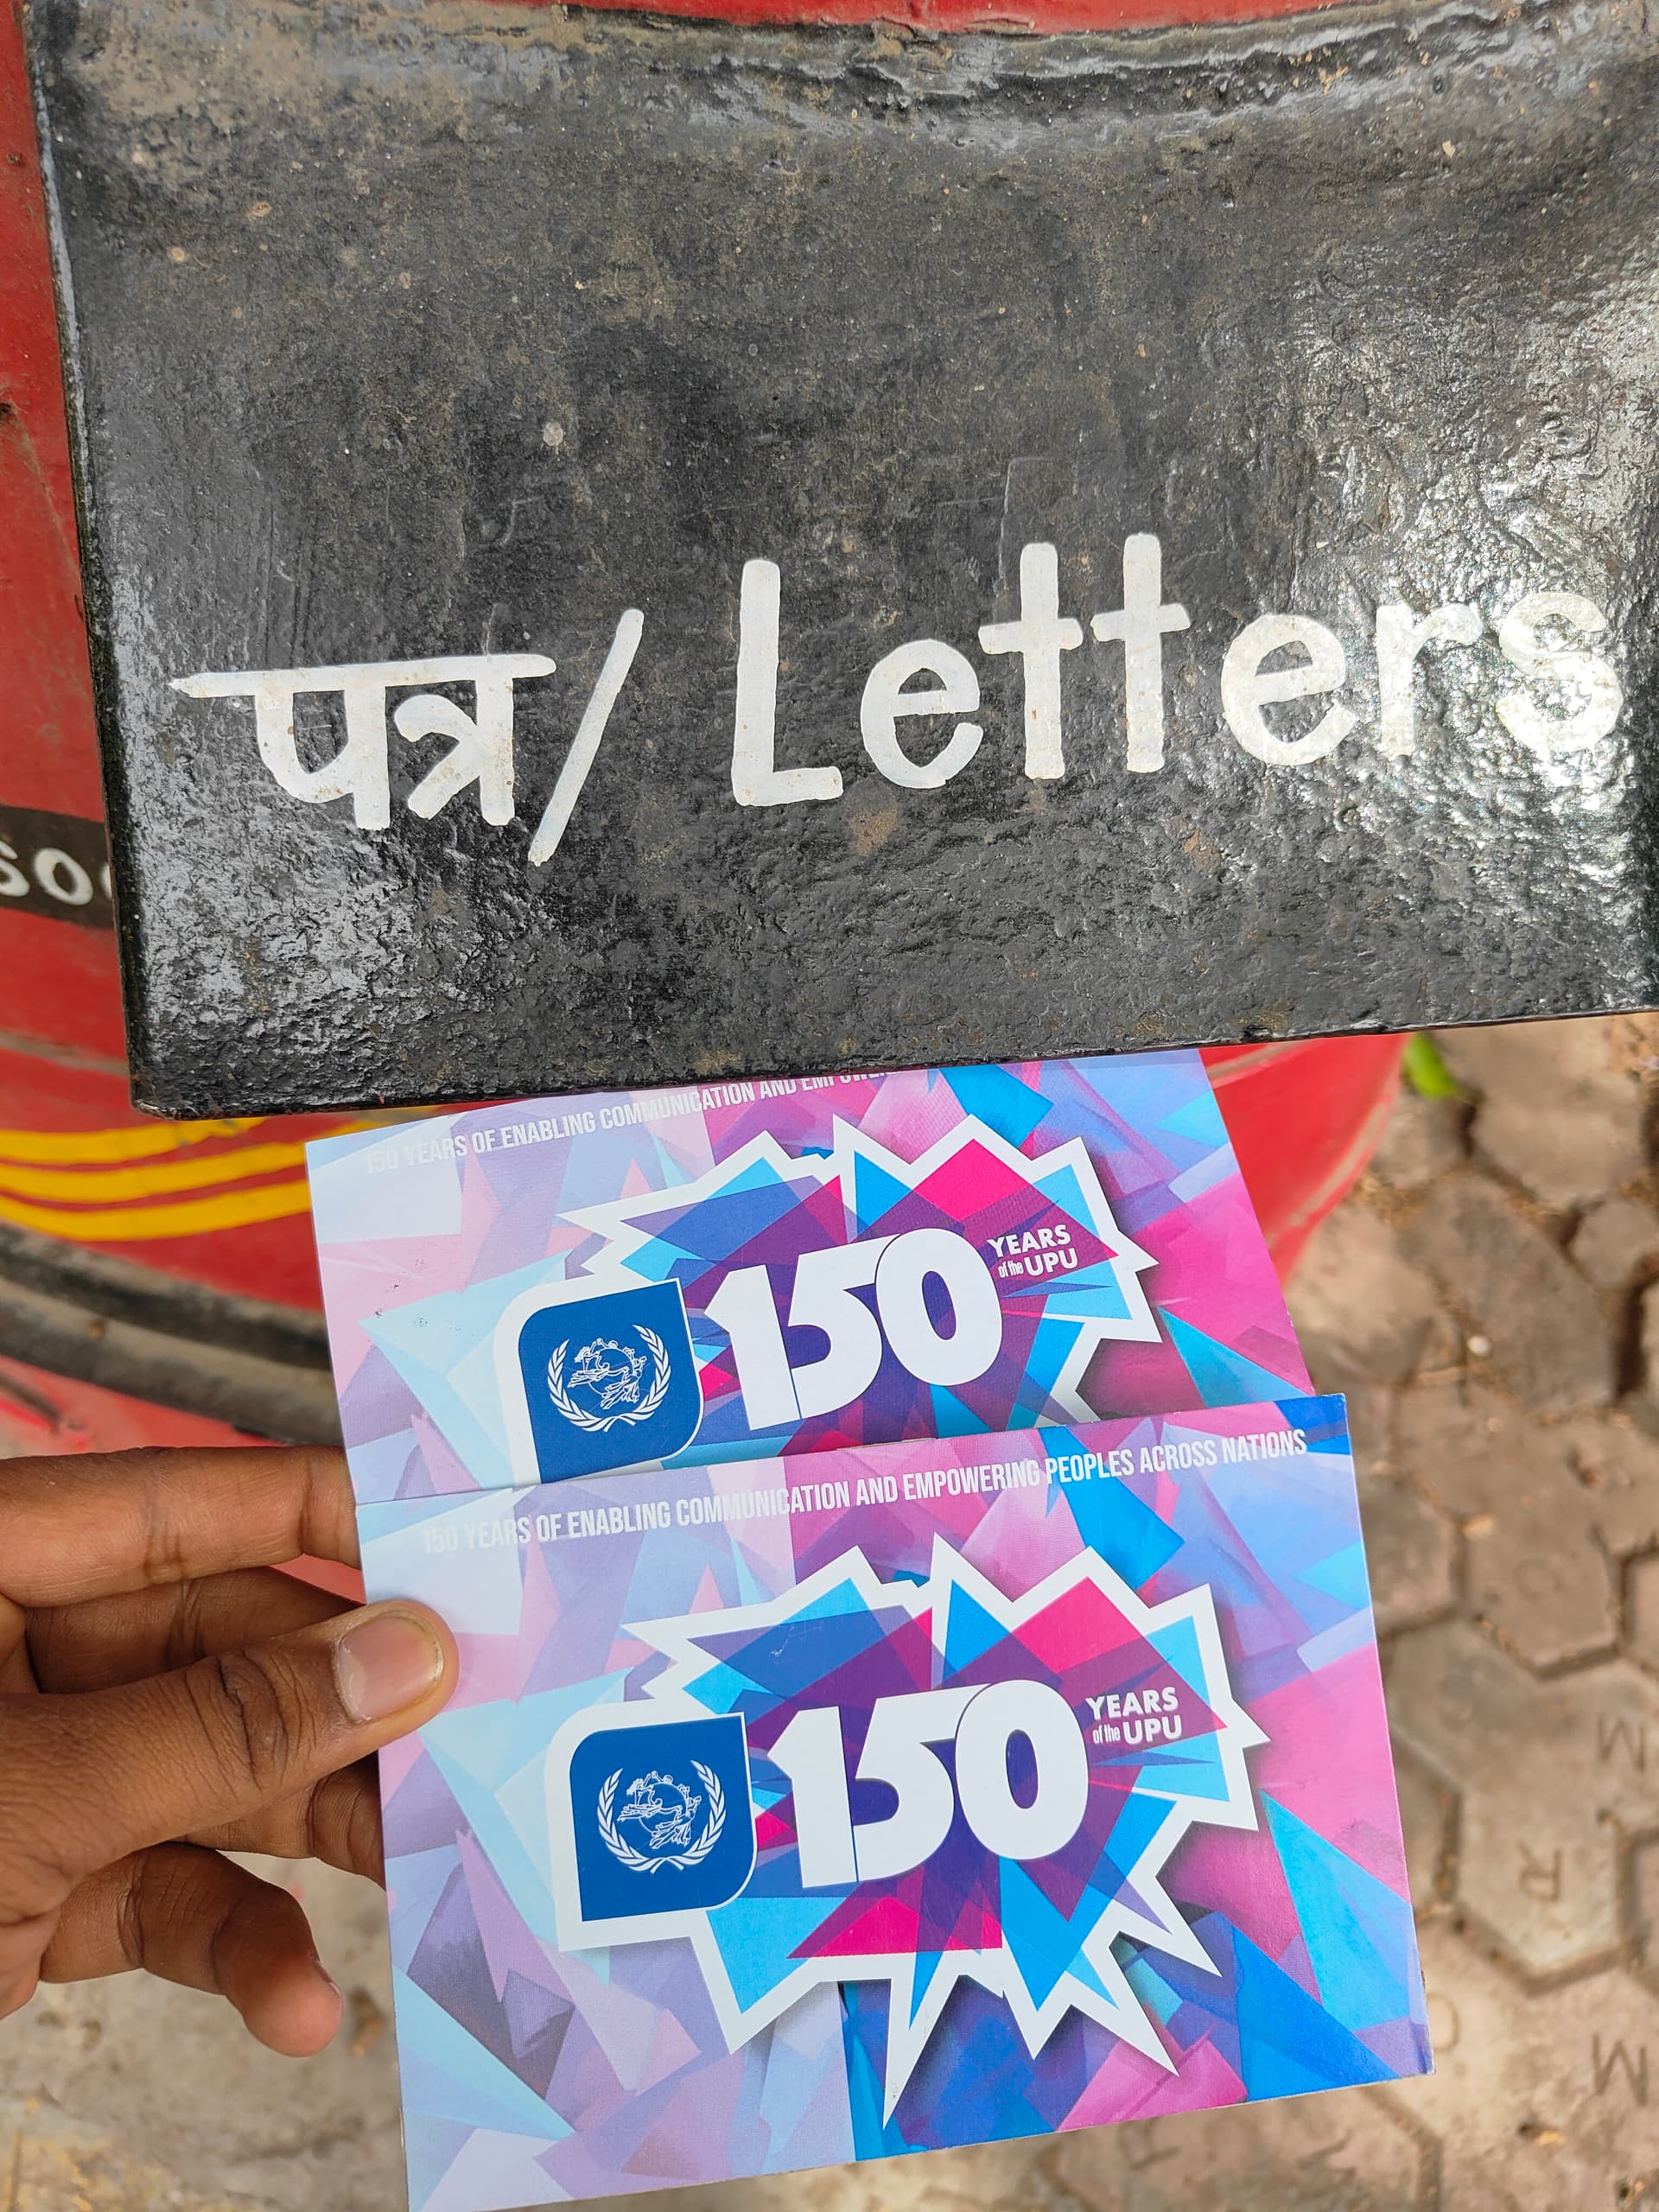 पत्र/ Letters
150 YEARS OF ENABLING COMMUNICATION AND EMPOWER
150 YEARS
of the UPU
150 YEARS OF ENABLING COMMUNICATION AND EMPOWERING PEOPLES ACROSS NATIONS
150 YEARS
of the UPU
M
R
M